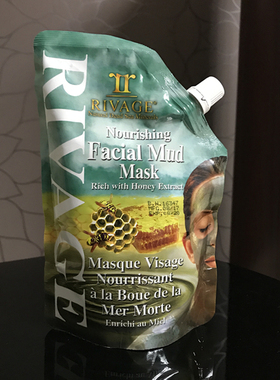 RIVAGE
RIVAGE®
Nourishing
Facial Mud
Mask
Rich with Honey Extract
Masque Visage
Nourrissant
à la Boue de la
Mer Morte
Enrichi au Miel